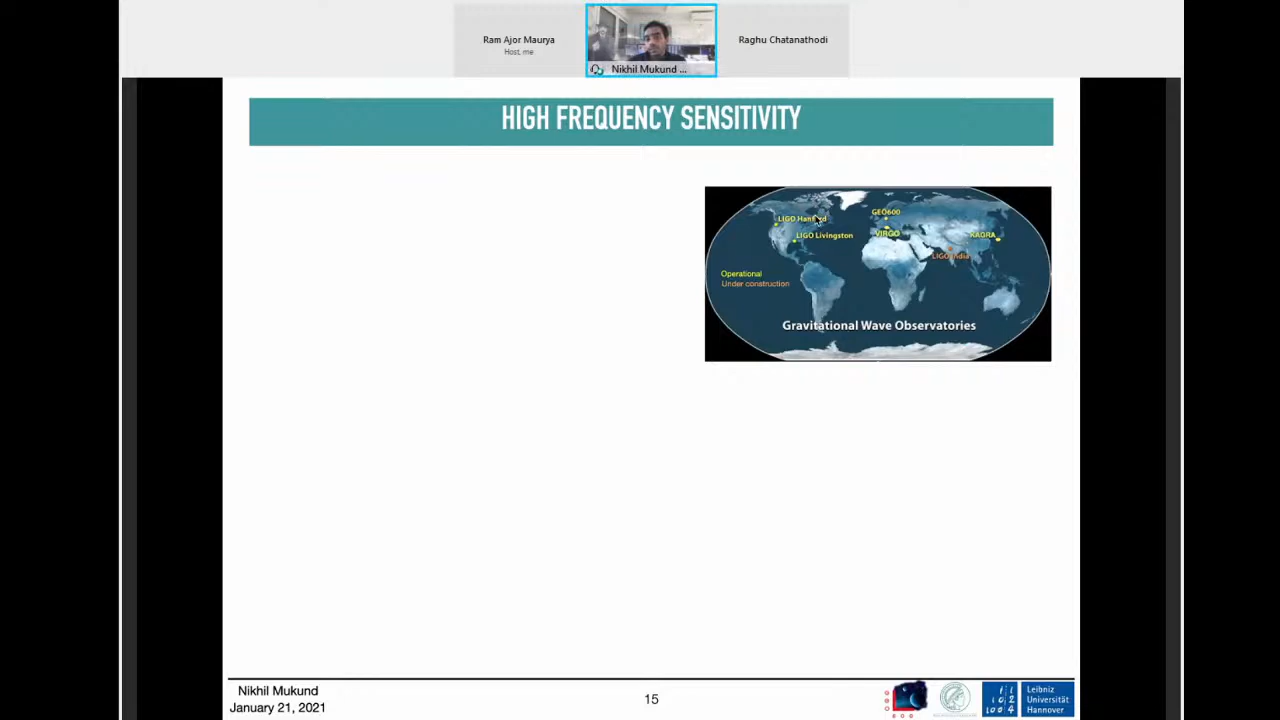 Ram Ajor Maurya
Host, me
Nikhil Mukund ...
Raghu Chatanathodi
HIGH FREQUENCY SENSITIVITY
LIGO Hanford
GEO600
LIGO Livingston
VIRGO
KAGRA
LIGO India
Operational
Under construction
Gravitational Wave Observatories
Nikhil Mukund
January 21, 2021
15
Leibniz
Universität
Hannover